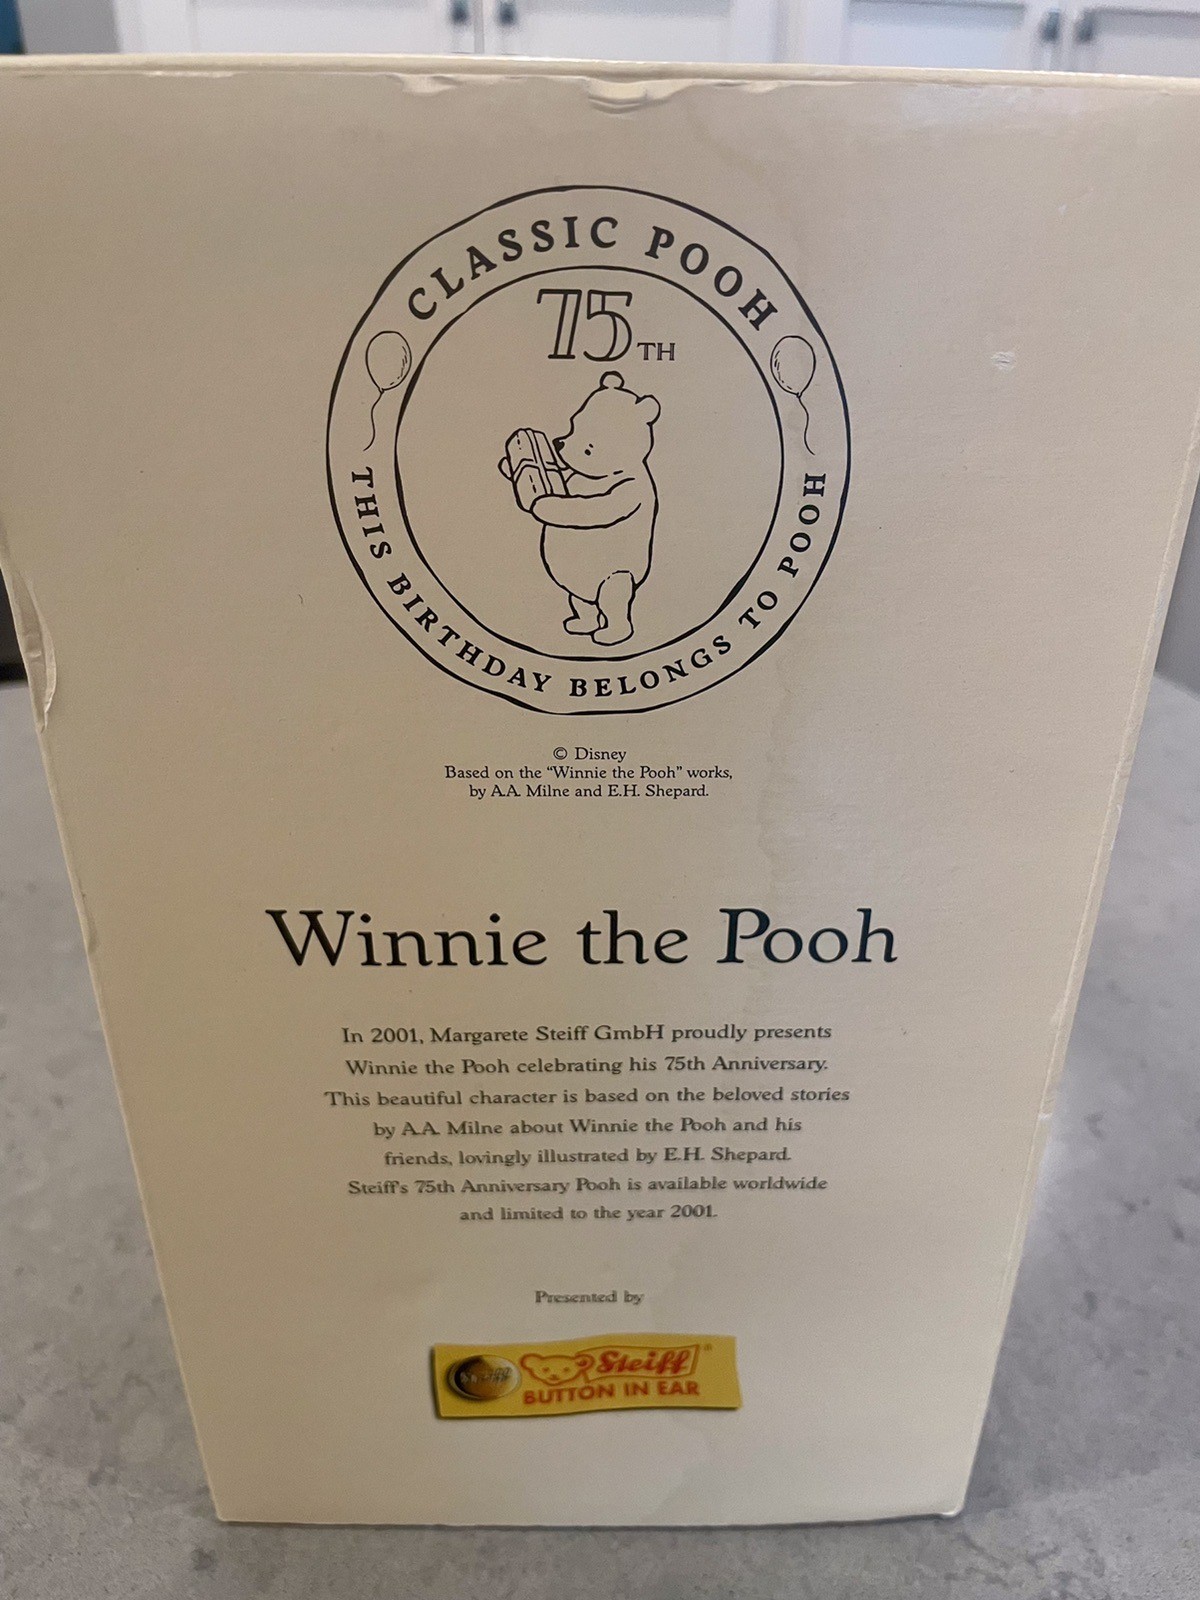 CLASSIC POOH
75TH
THIS BIRTHDAY BELONGS TO POOH
© Disney
Based on the "Winnie the Pooh" works,
by A.A. Milne and E.H. Shepard.
Winnie the Pooh
In 2001, Margarete Steiff GmbH proudly presents
Winnie the Pooh celebrating his 75th Anniversary.
This beautiful character is based on the beloved stories
by A.A. Milne about Winnie the Pooh and his
friends, lovingly illustrated by E.H. Shepard.
Steiff's 75th Anniversary Pooh is available worldwide
and limited to the year 2001.
Presented by
Steiff®
BUTTON IN EAR